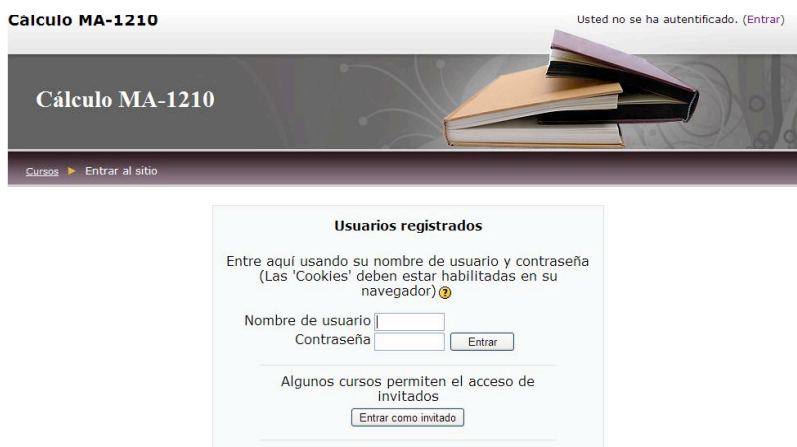 Cálculo MA-1210
Usted no se ha autentificado. (Entrar)
Cálculo MA-1210
Cursos ► Entrar al sitio
Usuarios registrados
Entre aquí usando su nombre de usuario y contraseña
(Las 'Cookies' deben estar habilitadas en su
navegador) ?
Nombre de usuario
Contraseña Entrar
Algunos cursos permiten el acceso de
invitados
Entrar como invitado